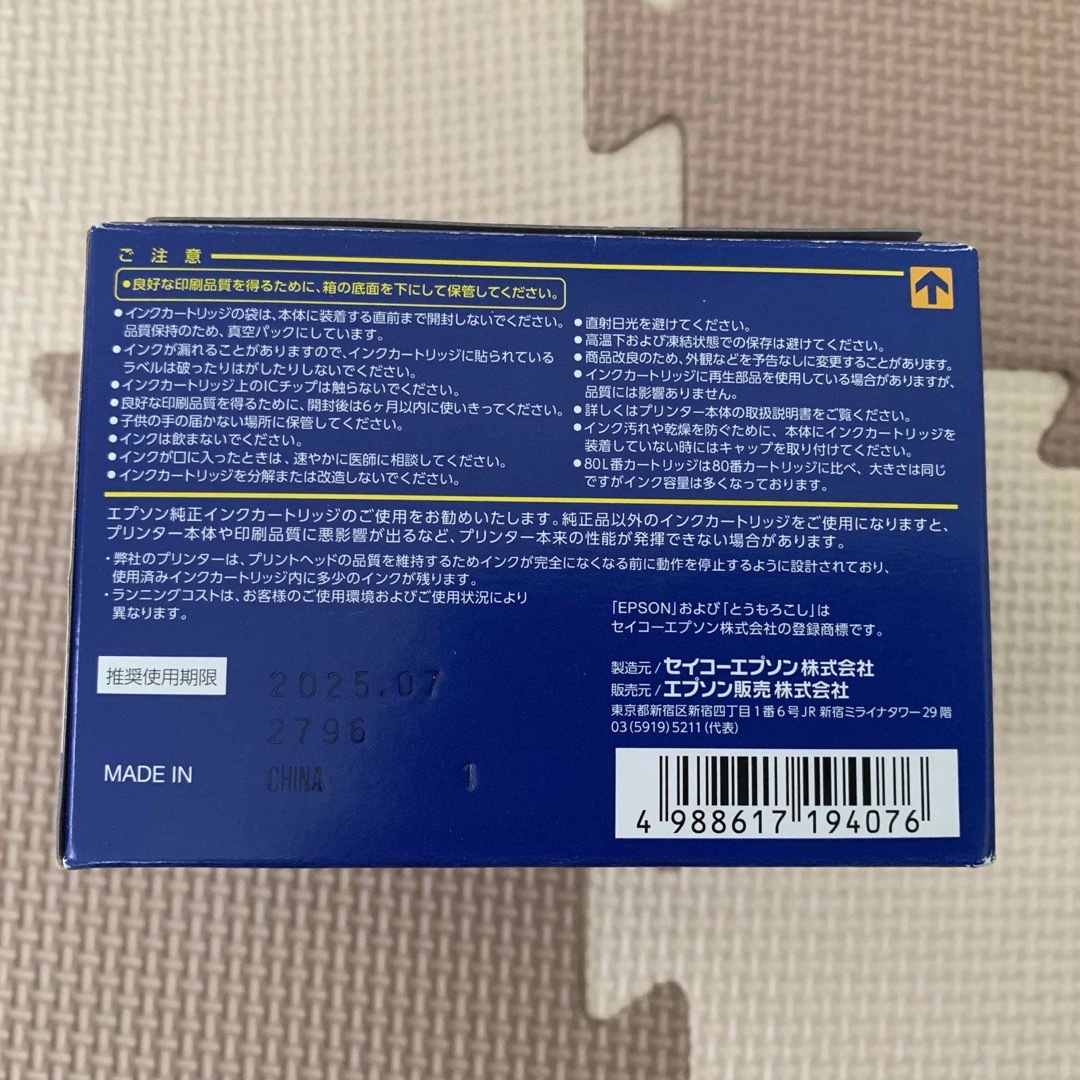 ご注意
●良好な印刷品質を得るために、箱の底面を下にして保管してください。
●インクカートリッジの袋は、本体に装着する直前まで開封しないでください。
品質保持のため、真空パックにしています。
●インクが漏れることがありますので、インクカートリッジに貼られている
ラベルは破ったりはがしたりしないでください。
●インクカートリッジ上のICチップは触らないでください。
●良好な印刷品質を得るために、開封後は6ヶ月以内に使いきってください。
●子供の手の届かない場所に保管してください。
●インクは飲まないでください。
●インクが口に入ったときは、速やかに医師に相談してください。
●インクカートリッジを分解または改造しないでください。
●直射日光を避けてください。
●高温下および凍結状態での保存は避けてください。
●商品改良のため、外観などを予告なしに変更することがあります。
●インクカートリッジに再生部品を使用している場合がありますが、
品質には影響ありません。
●詳しくはプリンター本体の取扱説明書をご覧ください。
●インク汚れや乾燥を防ぐために、本体にインクカートリッジを
装着していない時にはキャップを取り付けてください。
●80L番カートリッジは80番カートリッジに比べ、大きさは同じ
ですがインク容量は多くなっております。
エプソン純正インクカートリッジのご使用をお勧めいたします。純正品以外のインクカートリッジをご使用になりますと、
プリンター本体や印刷品質に悪影響が出るなど、プリンター本来の性能が発揮できない場合があります。
・弊社のプリンターは、プリントヘッドの品質を維持するためインクが完全になくなる前に動作を停止するように設計されており、
使用済みインクカートリッジ内に多少のインクが残ります。
・ランニングコストは、お客様のご使用環境およびご使用状況により
異なります。
「EPSON」および「とうもろこし」は
セイコーエプソン株式会社の登録商標です。
推奨使用期限 2025.07
2796
MADE IN CHINA 1
製造元/セイコーエプソン株式会社
販売元/エプソン販売株式会社
東京都新宿区新宿四丁目1番6号JR新宿ミライナタワー29階
03(5919)5211(代表)
4 988617 194076